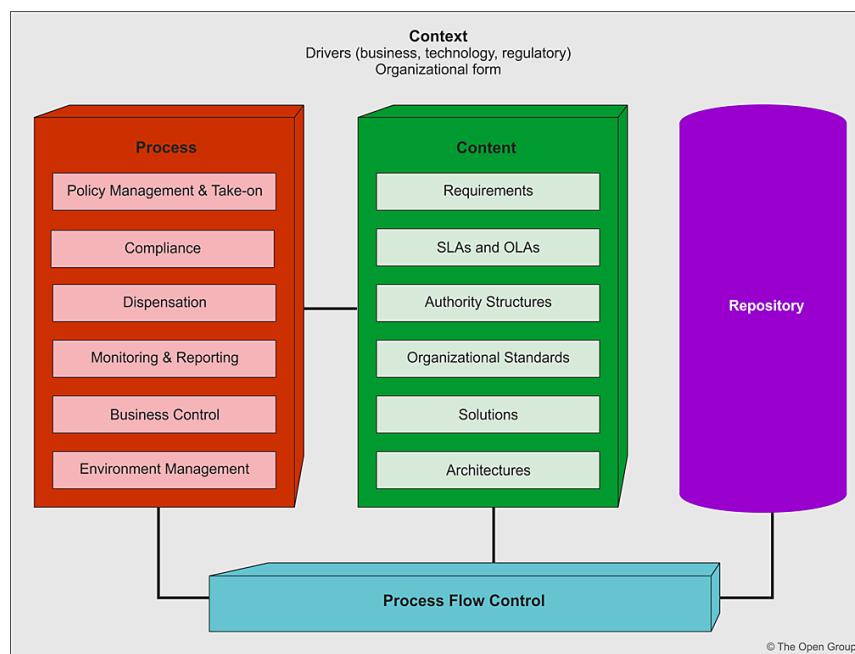 Context
Drivers (business, technology, regulatory)
Organizational form
Process
Policy Management & Take-on
Compliance
Dispensation
Monitoring & Reporting
Business Control
Environment Management
Content
Requirements
SLAs and OLAs
Authority Structures
Organizational Standards
Solutions
Architectures
Repository
Process Flow Control
© The Open Group